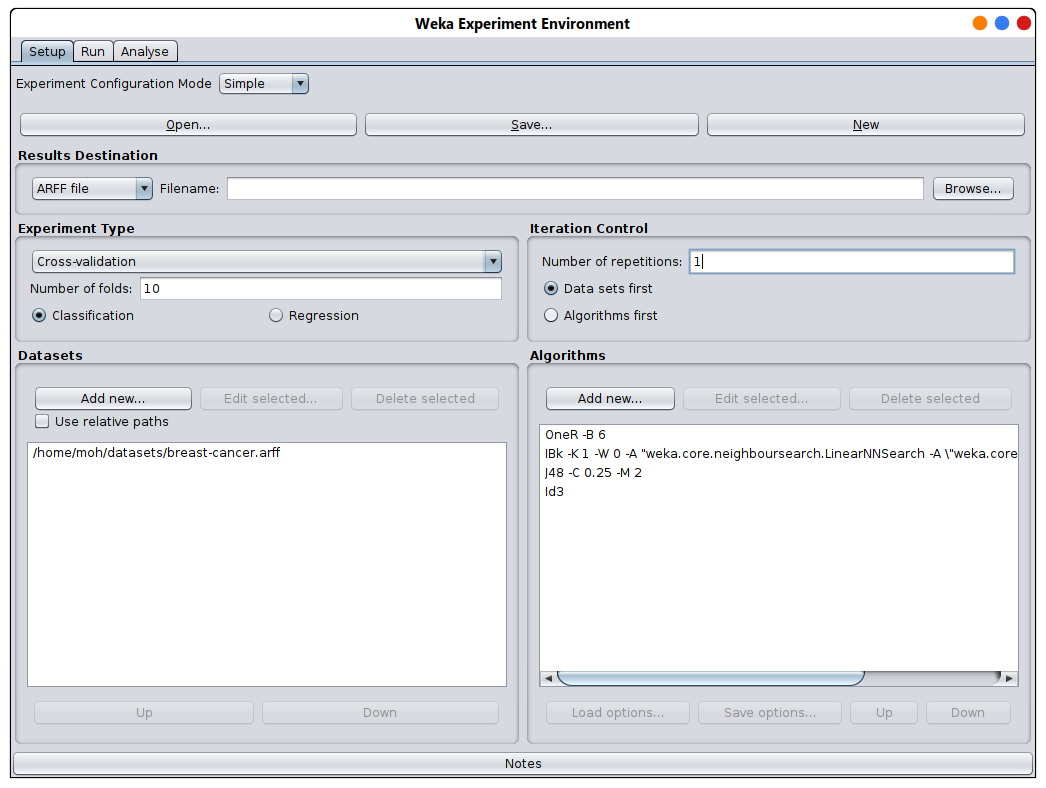 Weka Experiment Environment
Setup Run Analyse
Experiment Configuration Mode Simple
Open... Save... New
Results Destination
ARFF file Filename: Browse...
Experiment Type
Cross-validation
Number of folds: 10
Classification Regression
Iteration Control
Number of repetitions: 1
Data sets first
Algorithms first
Datasets
Add new... Edit selected... Delete selected
Use relative paths
/home/moh/datasets/breast-cancer.arff
Up Down
Algorithms
Add new... Edit selected... Delete selected
OneR -B 6
IBk -K 1 -W 0 -A "weka.core.neighboursearch.LinearNNSearch -A \"weka.core
J48 -C 0.25 -M 2
Id3
Load options... Save options... Up Down
Notes